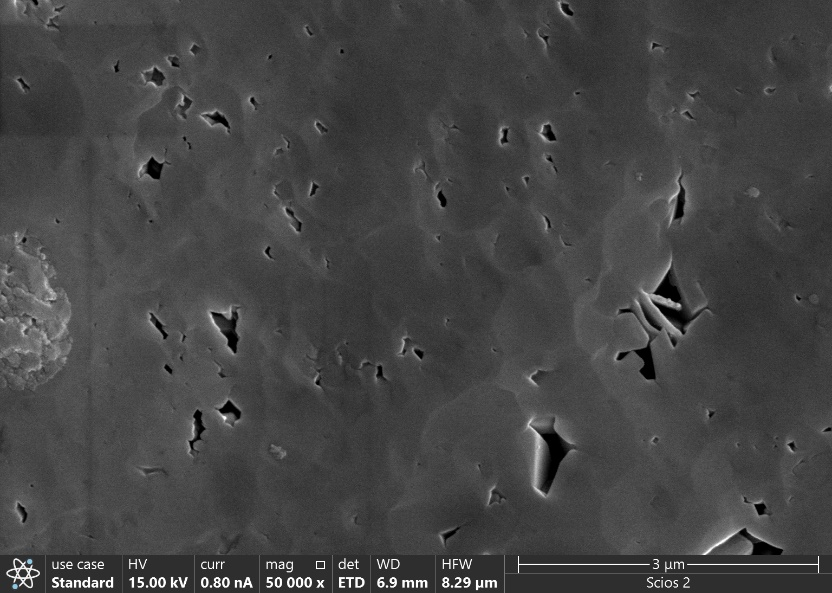 use case HV curr mag det WD HFW 3 µm
Standard 15.00 kV 0.80 nA 50 000 x ETD 6.9 mm 8.29 µm Scios 2